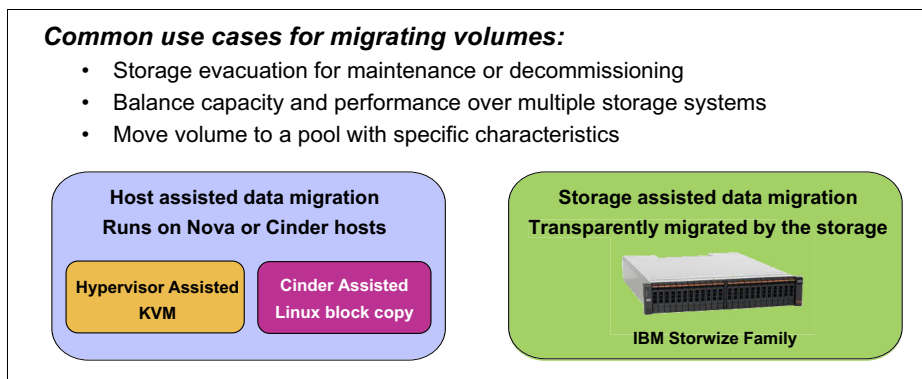 Common use cases for migrating volumes:
• Storage evacuation for maintenance or decommissioning
• Balance capacity and performance over multiple storage systems
• Move volume to a pool with specific characteristics
Host assisted data migration
Runs on Nova or Cinder hosts
Hypervisor Assisted
KVM
Cinder Assisted
Linux block copy
Storage assisted data migration
Transparently migrated by the storage
IBM Storwize Family